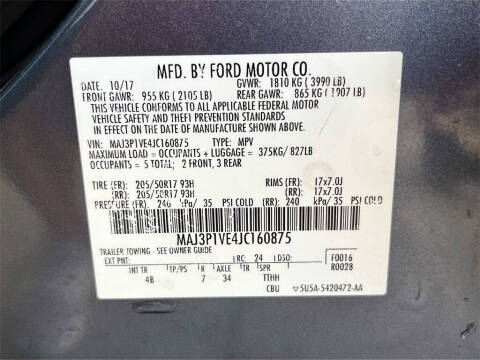 MFD. BY FORD MOTOR CO.
DATE: 10/17 GVWR: 1810 KG ( 3990 LB)
FRONT GAWR: 955 KG ( 2105 LB) REAR GAWR: 865 KG ( 1907 LB)
THIS VEHICLE CONFORMS TO ALL APPLICABLE FEDERAL MOTOR
VEHICLE SAFETY AND THEFT PREVENTION STANDARDS
IN EFFECT ON THE DATE OF MANUFACTURE SHOWN ABOVE.
VIN: MAJ3P1VE4JC160875 TYPE: MPV
MAXIMUM LOAD = OCCUPANTS + LUGGAGE = 375KG/ 827LB
OCCUPANTS = 5 TOTAL; 2 FRONT, 3 REAR
TIRE (FR): 205/50R17 93H RIMS (FR): 17x7.0J
(RR): 205/50R17 93H (RR): 17x7.0J
PRESSURE (FR): 240 kPa/ 35 PSI COLD (RR): 240 kPa/ 35 PSI COLD
MAJ3P1VE4JC160875
TRAILER TOWING - SEE OWNER GUIDE
EXT PNT: RC: 24 DSO: F0016
INT TR TP/PS R AXLE TR SPR R0028
4B 7 34 TTHH
CBU 5U5A-5420472-AA